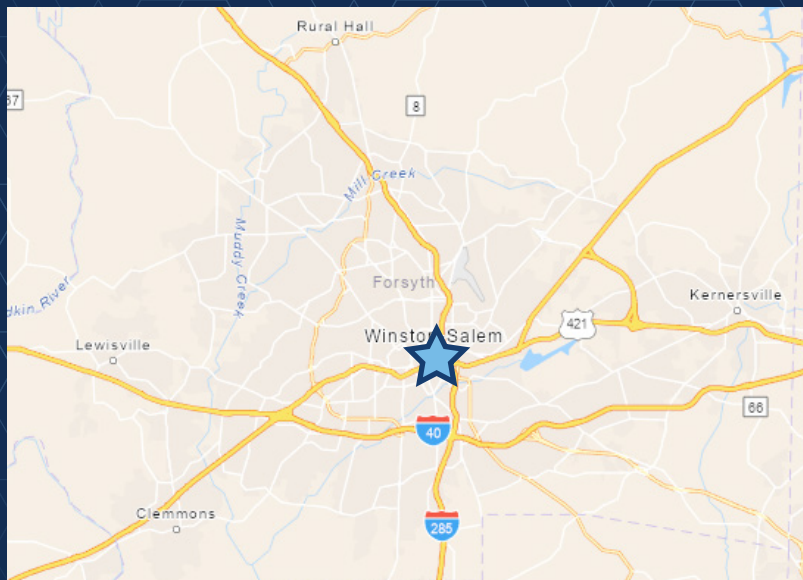 Rural Hall
8
Mill Creek
Muddy Creek
Forsyth
Kernersville
421
Winston Salem
Lewisville
66
40
Clemmons
285